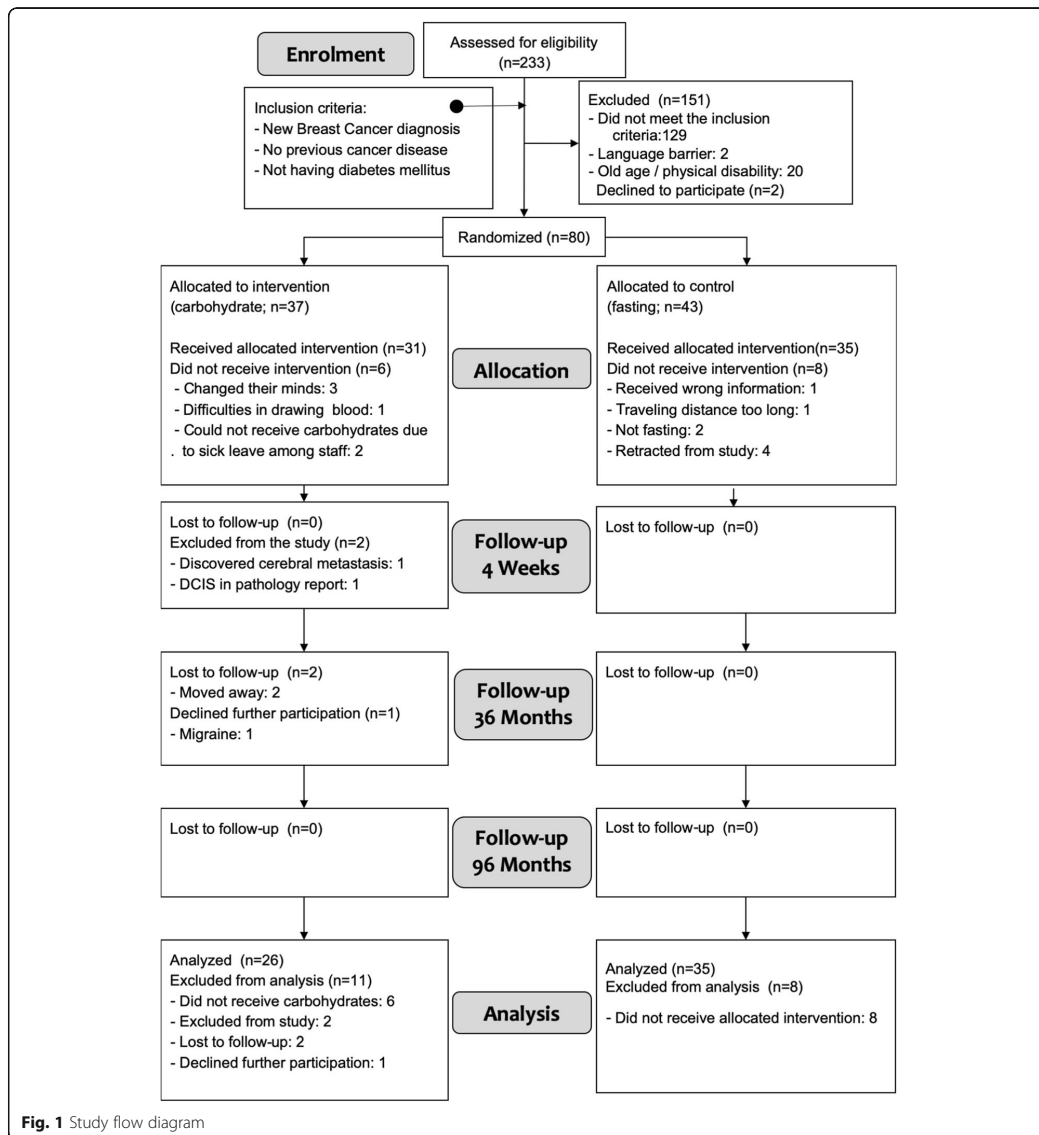 Enrolment
Assessed for eligibility
(n=233)
Inclusion criteria:
- New Breast Cancer diagnosis
- No previous cancer disease
- Not having diabetes mellitus
Excluded (n=151)
- Did not meet the inclusion
criteria:129
- Language barrier: 2
- Old age / physical disability: 20
Declined to participate (n=2)
Randomized (n=80)
Allocated to intervention
(carbohydrate; n=37)
Received allocated intervention (n=31)
Did not receive intervention (n=6)
- Changed their minds: 3
- Difficulties in drawing blood: 1
- Could not receive carbohydrates due
. to sick leave among staff: 2
Allocation
Allocated to control
(fasting; n=43)
Received allocated intervention(n=35)
Did not receive intervention (n=8)
- Received wrong information: 1
- Traveling distance too long: 1
- Not fasting: 2
- Retracted from study: 4
Lost to follow-up (n=0)
Excluded from the study (n=2)
- Discovered cerebral metastasis: 1
- DCIS in pathology report: 1
Follow-up
4 Weeks
Lost to follow-up (n=0)
Lost to follow-up (n=2)
- Moved away: 2
Declined further participation (n=1)
- Migraine: 1
Follow-up
36 Months
Lost to follow-up (n=0)
Lost to follow-up (n=0)
Follow-up
96 Months
Lost to follow-up (n=0)
Analyzed (n=26)
Excluded from analysis (n=11)
- Did not receive carbohydrates: 6
- Excluded from study: 2
- Lost to follow-up: 2
- Declined further participation: 1
Analysis
Analyzed (n=35)
Excluded from analysis (n=8)
- Did not receive allocated intervention: 8
Fig. 1 Study flow diagram